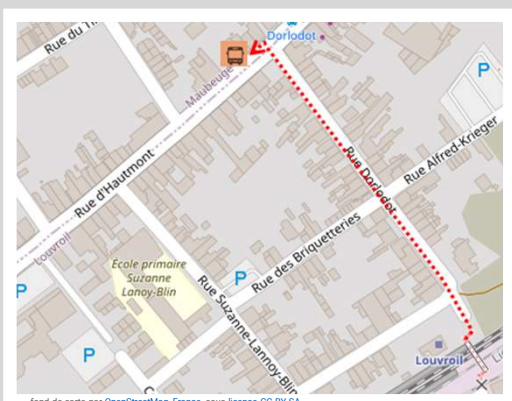 Rue du
Dorlodot
P
Maubeuge
Rue Alfred-Krieger
Rue Dorlodot
Rue d'Hautmont
Louvroil
École primaire
Suzanne
Lanoy-Blin
P
Rue des Briquetteries
P
Rue Suzanne-Lannoy-Blin
P
Louvroil
fond de carte par OpenStreetMap France, sous licence CC BY-SA